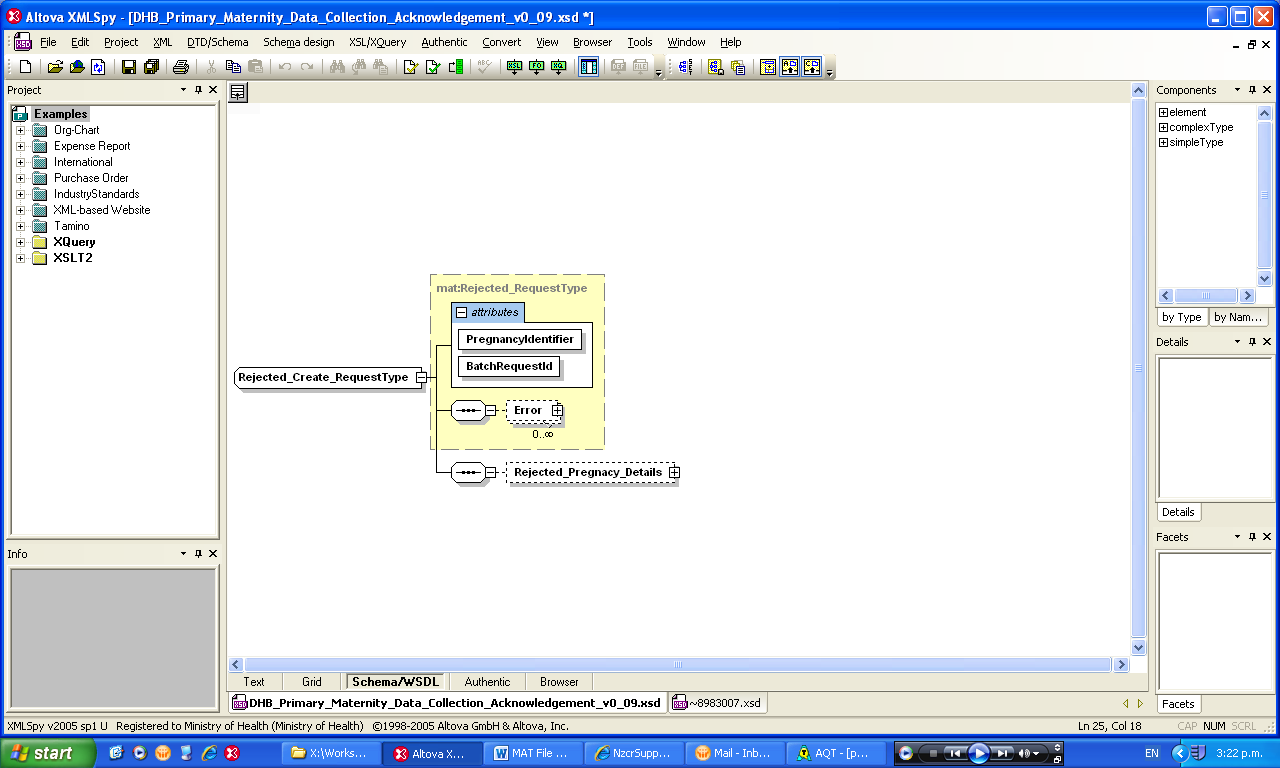 Altova XMLSpy - [DHB_Primary_Maternity_Data_Collection_Acknowledgement_v0_09.xsd *]
File Edit Project XML DTD/Schema Schema design XSL/XQuery Authentic Convert View Browser Tools Window Help
Project
Examples
Org-Chart
Expense Report
International
Purchase Order
IndustryStandards
XML-based Website
Tamino
XQuery
XSLT2
Info
mat:Rejected_RequestType
attributes
PregnancyIdentifier
BatchRequestId
Rejected_Create_RequestType
Error
0..∞
Rejected_Pregnacy_Details
Components
element
complexType
simpleType
by Type by Nam...
Details
Details
Facets
Facets
Text Grid Schema/WSDL Authentic Browser
DHB_Primary_Maternity_Data_Collection_Acknowledgement_v0_09.xsd
XMLSpy v2005 sp1 U Registered to Ministry of Health (Ministry of Health) ©1998-2005 Altova GmbH & Altova, Inc. Ln 25, Col 18 CAP NUM SCRL
start X:\Works... Altova X... MAT File ... NzcrSupp... Mail - Inb... AQT - [p... EN 3:22 p.m.